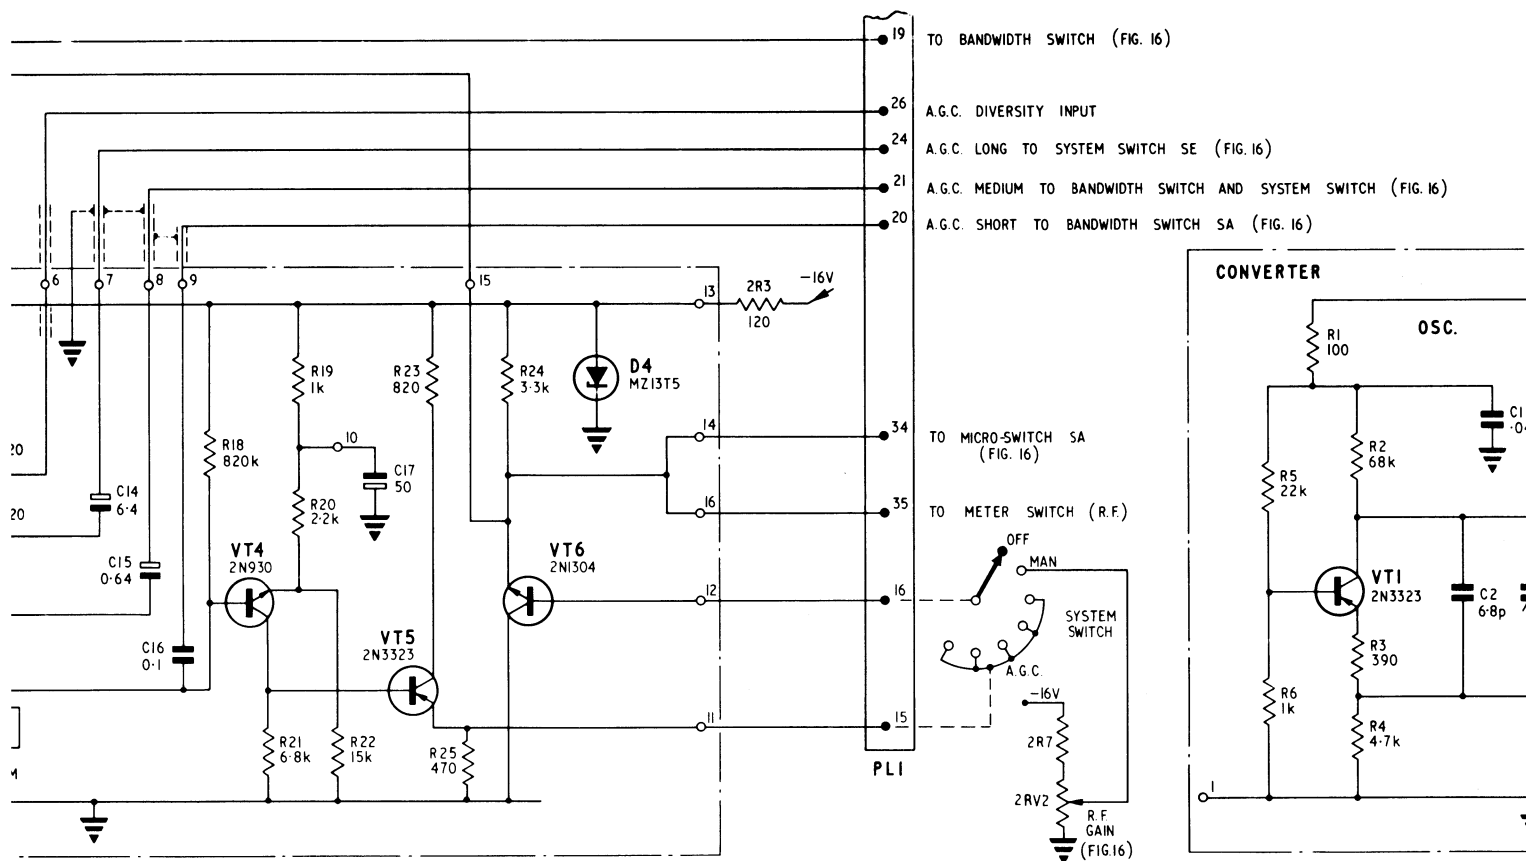 19 TO BANDWIDTH SWITCH (FIG. 16)
26 A.G.C. DIVERSITY INPUT
24 A.G.C. LONG TO SYSTEM SWITCH SE (FIG. 16)
21 A.G.C. MEDIUM TO BANDWIDTH SWITCH AND SYSTEM SWITCH (FIG. 16)
20 A.G.C. SHORT TO BANDWIDTH SWITCH SA (FIG. 16)
6
7
8
9
15
13
2R3
120
-16V
CONVERTER
OSC.
R1
100
R19
1k
R23
820
R24
3·3k
D4
MZ13T5
14
34 TO MICRO-SWITCH SA
(FIG. 16)
C1
R18
820k
10
C17
50
R2
68k
20
R5
22k
C14
6·4
R20
2·2k
16
35 TO METER SWITCH (R.F.)
20
OFF
MAN
C15
0·64
VT4
2N930
VT6
2N1304
12
16
SYSTEM
SWITCH
VT1
2N3323
C2
6·8p
C16
0·1
VT5
2N3323
A.G.C.
R3
390
-16V
R6
1k
11
15
R21
6·8k
R22
15k
R25
470
2R7
R4
4·7k
PL1
M
1
2RV2
R.F.
GAIN
(FIG.16)